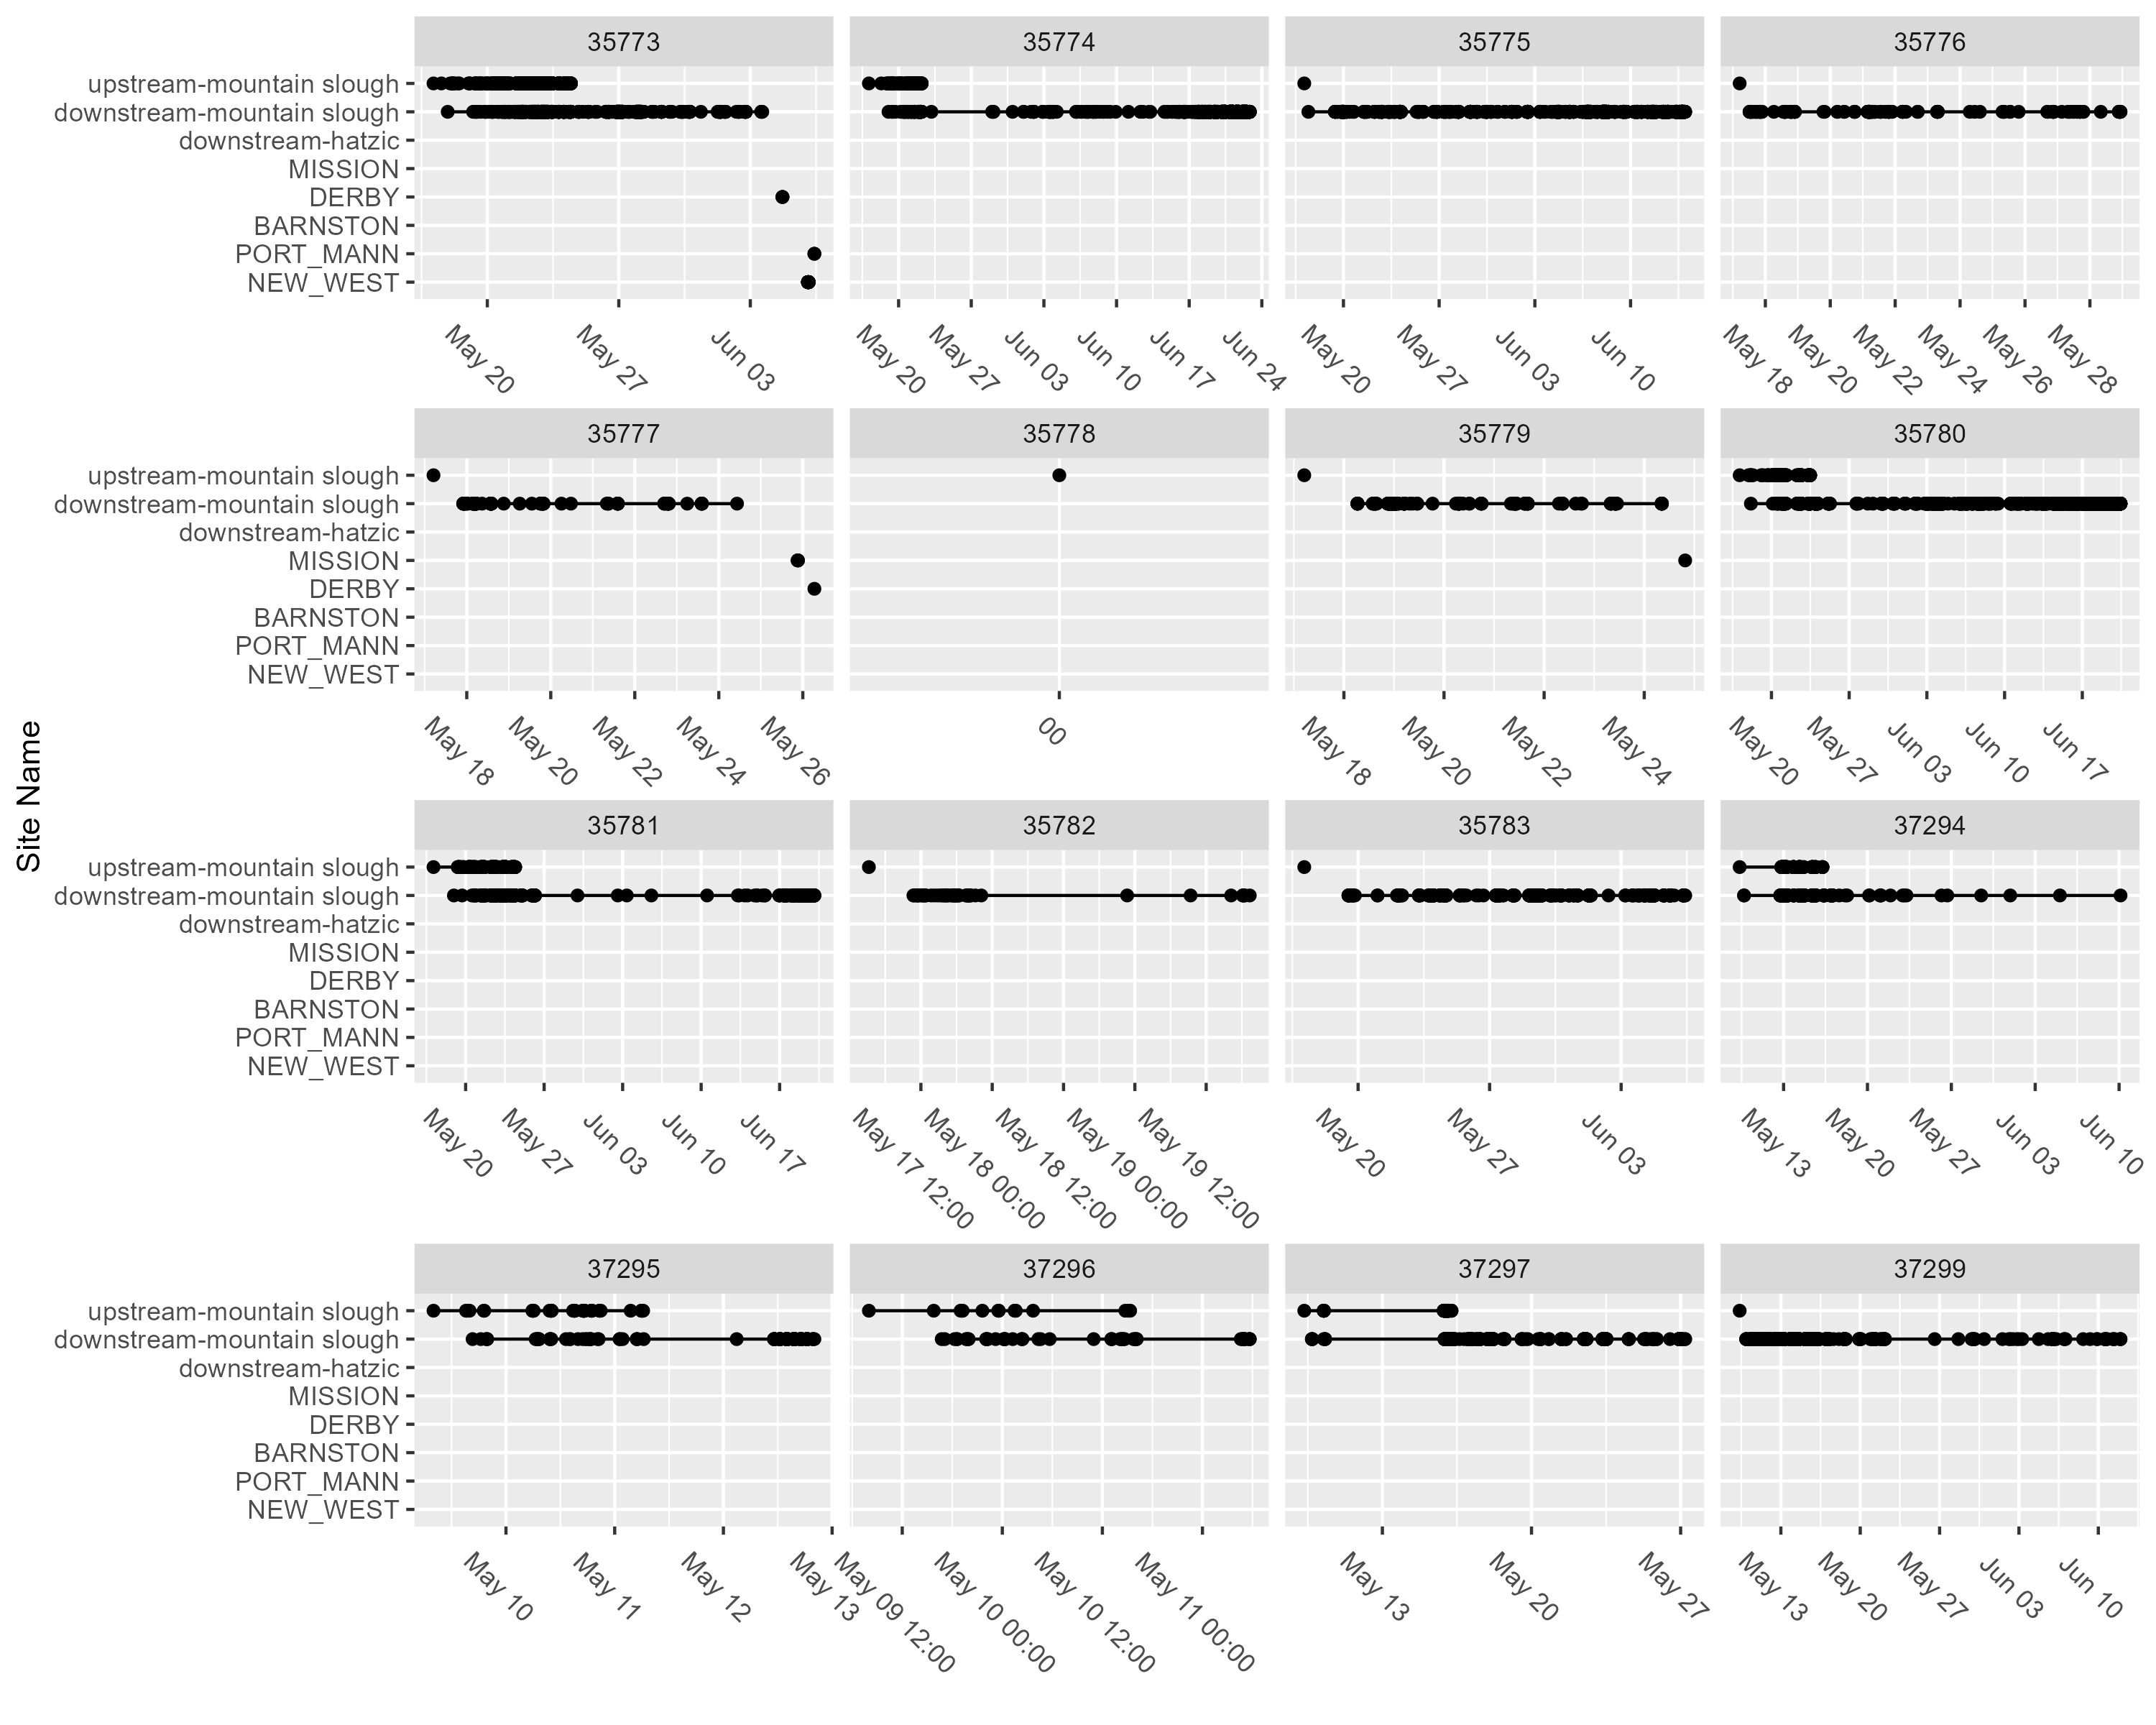 35773 35774 35775 35776
upstream-mountain slough
downstream-mountain slough
downstream-hatzic
MISSION
DERBY
BARNSTON
PORT_MANN
NEW_WEST
May 20 May 27 Jun 03 May 20 May 27 Jun 03 Jun 10 Jun 17 Jun 24 May 20 May 27 Jun 03 Jun 10 May 18 May 20 May 22 May 24 May 26 May 28
35777 35778 35779 35780
upstream-mountain slough
downstream-mountain slough
downstream-hatzic
MISSION
DERBY
BARNSTON
PORT_MANN
NEW_WEST
May 18 May 20 May 22 May 24 May 26 00 May 18 May 20 May 22 May 24 May 20 May 27 Jun 03 Jun 10 Jun 17
Site Name
35781 35782 35783 37294
upstream-mountain slough
downstream-mountain slough
downstream-hatzic
MISSION
DERBY
BARNSTON
PORT_MANN
NEW_WEST
May 20 May 27 Jun 03 Jun 10 Jun 17 May 17 12:00 May 18 00:00 May 18 12:00 May 19 00:00 May 19 12:00 May 20 May 27 Jun 03 May 13 May 20 May 27 Jun 03 Jun 10
37295 37296 37297 37299
upstream-mountain slough
downstream-mountain slough
downstream-hatzic
MISSION
DERBY
BARNSTON
PORT_MANN
NEW_WEST
May 10 May 11 May 12 May 13 May 09 12:00 May 10 00:00 May 10 12:00 May 11 00:00 May 13 May 20 May 27 May 13 May 20 May 27 Jun 03 Jun 10